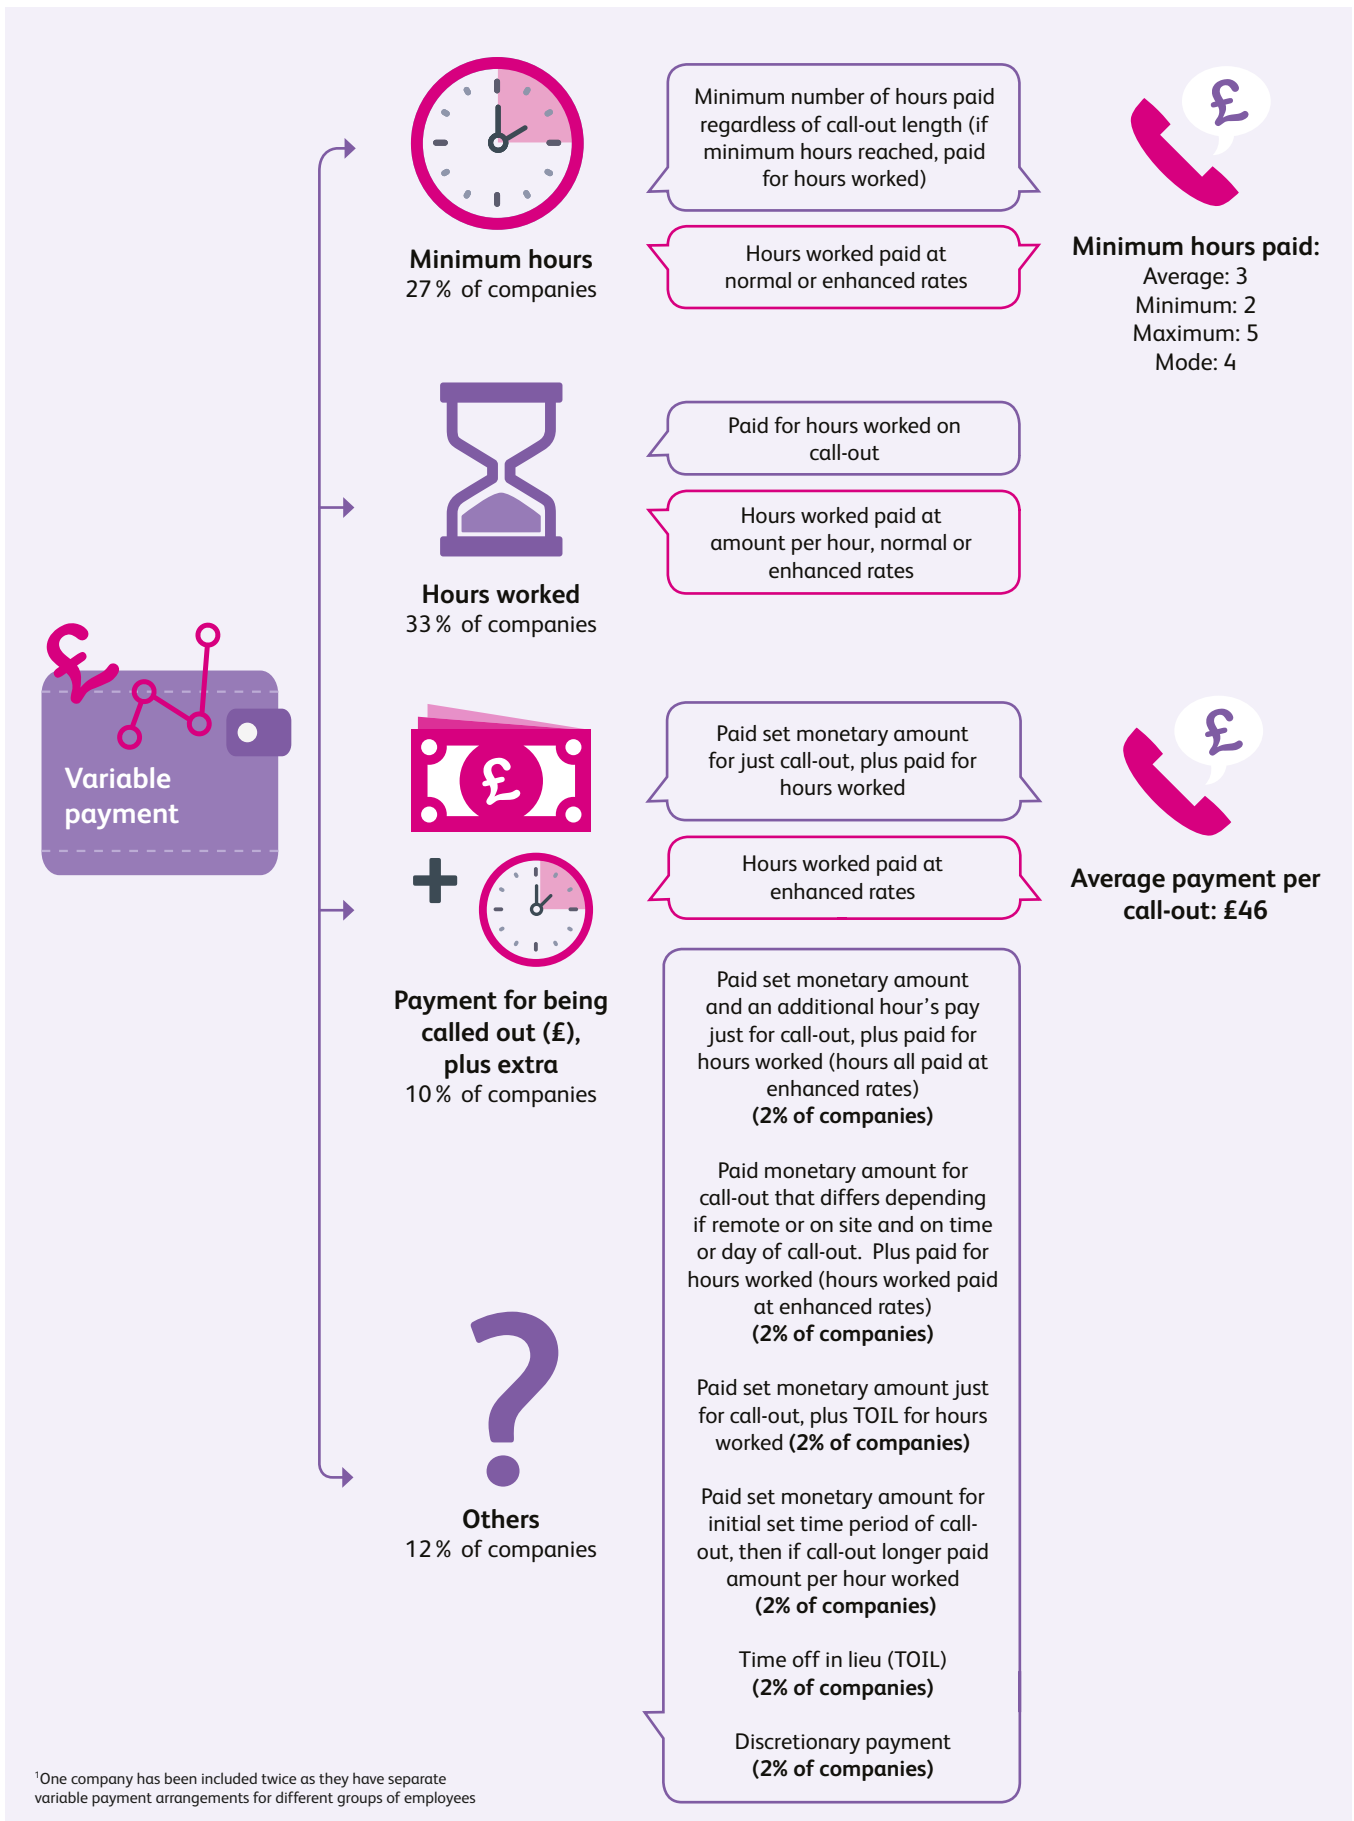 Minimum number of hours paid
regardless of call-out length (if
minimum hours reached, paid
for hours worked)
£
Minimum hours
27 % of companies
Hours worked paid at
normal or enhanced rates
Minimum hours paid:
Average: 3
Minimum: 2
Maximum: 5
Mode: 4
Paid for hours worked on
call-out
Hours worked paid at
amount per hour, normal or
enhanced rates
Hours worked
33 % of companies
£
Variable
payment
£
Paid set monetary amount
for just call-out, plus paid for
hours worked
£
+
Hours worked paid at
enhanced rates
Average payment per
call-out: £46
Payment for being
called out (£),
plus extra
10 % of companies
Paid set monetary amount
and an additional hour’s pay
just for call-out, plus paid for
hours worked (hours all paid at
enhanced rates)
(2% of companies)
Paid monetary amount for
call-out that differs depending
if remote or on site and on time
or day of call-out.  Plus paid for
hours worked (hours worked paid
at enhanced rates)
(2% of companies)
Paid set monetary amount just
for call-out, plus TOIL for hours
worked (2% of companies)
Paid set monetary amount for
initial set time period of call-
out, then if call-out longer paid
amount per hour worked
(2% of companies)
Time off in lieu (TOIL)
(2% of companies)
Discretionary payment
(2% of companies)
?
Others
12 % of companies
¹One company has been included twice as they have separate
variable payment arrangements for different groups of employees